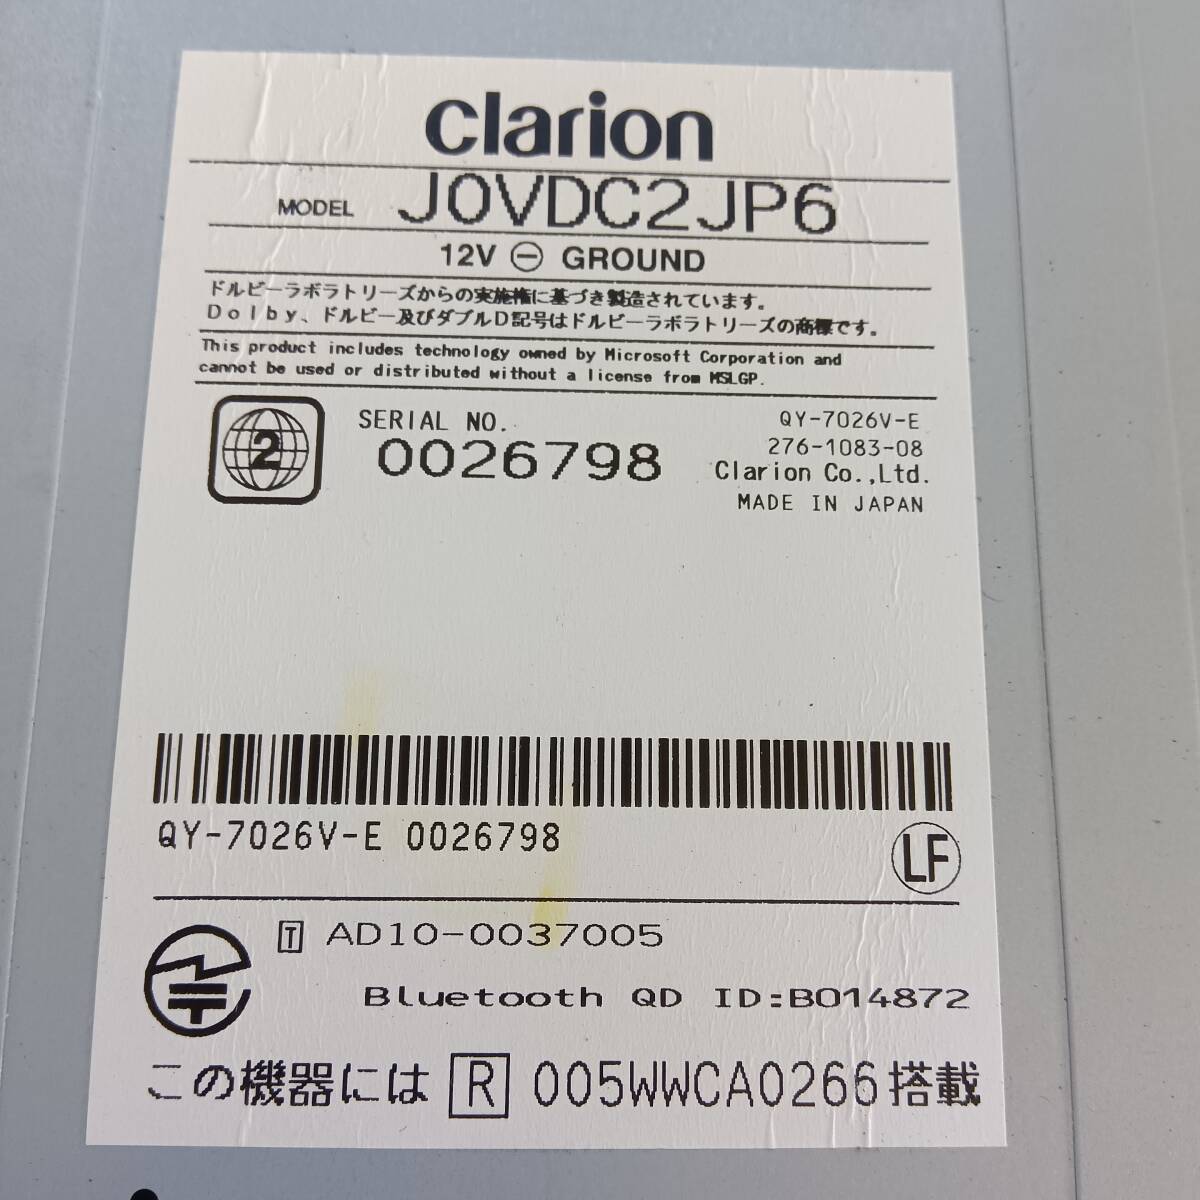 clarion
MODEL J0VDC2JP6
12V ⊖ GROUND
ドルビーラボラトリーズからの実施権に基づき製造されています。
Dolby、ドルビー及びダブルD記号はドルビーラボラトリーズの商標です。
This product includes technology owned by Microsoft Corporation and
cannot be used or distributed without a license from MSLGP.
2
SERIAL NO.
0026798
QY-7026V-E
276-1083-08
Clarion Co.,Ltd.
MADE IN JAPAN
QY-7026V-E 0026798
LF
T AD10-0037005
Bluetooth QD ID:B014872
この機器には R 005WWCA0266 搭載